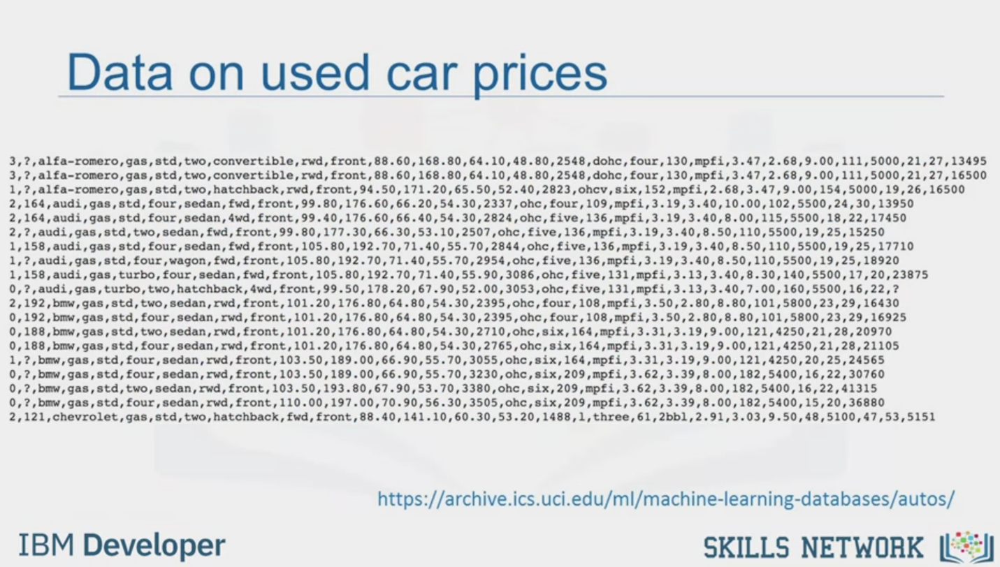 Data on used car prices
3,?,alfa-romero,gas,std,two,convertible,rwd,front,88.60,168.80,64.10,48.80,2548,dohc,four,130,mpfi,3.47,2.68,9.00,111,5000,21,27,13495
3,?,alfa-romero,gas,std,two,convertible,rwd,front,88.60,168.80,64.10,48.80,2548,dohc,four,130,mpfi,3.47,2.68,9.00,111,5000,21,27,16500
1,?,alfa-romero,gas,std,two,hatchback,rwd,front,94.50,171.20,65.50,52.40,2823,ohcv,six,152,mpfi,2.68,3.47,9.00,154,5000,19,26,16500
2,164,audi,gas,std,four,sedan,fwd,front,99.80,176.60,66.20,54.30,2337,ohc,four,109,mpfi,3.19,3.40,10.00,102,5500,24,30,13950
2,164,audi,gas,std,four,sedan,4wd,front,99.40,176.60,66.40,54.30,2824,ohc,five,136,mpfi,3.19,3.40,8.00,115,5500,18,22,17450
2,?,audi,gas,std,two,sedan,fwd,front,99.80,177.30,66.30,53.10,2507,ohc,five,136,mpfi,3.19,3.40,8.50,110,5500,19,25,15250
1,158,audi,gas,std,four,sedan,fwd,front,105.80,192.70,71.40,55.70,2844,ohc,five,136,mpfi,3.19,3.40,8.50,110,5500,19,25,17710
1,?,audi,gas,std,four,wagon,fwd,front,105.80,192.70,71.40,55.70,2954,ohc,five,136,mpfi,3.19,3.40,8.50,110,5500,19,25,18920
1,158,audi,gas,turbo,four,sedan,fwd,front,105.80,192.70,71.40,55.90,3086,ohc,five,131,mpfi,3.13,3.40,8.30,140,5500,17,20,23875
0,?,audi,gas,turbo,two,hatchback,4wd,front,99.50,178.20,67.90,52.00,3053,ohc,five,131,mpfi,3.13,3.40,7.00,160,5500,16,22,?
2,192,bmw,gas,std,two,sedan,rwd,front,101.20,176.80,64.80,54.30,2395,ohc,four,108,mpfi,3.50,2.80,8.80,101,5800,23,29,16430
0,192,bmw,gas,std,four,sedan,rwd,front,101.20,176.80,64.80,54.30,2395,ohc,four,108,mpfi,3.50,2.80,8.80,101,5800,23,29,16925
0,188,bmw,gas,std,two,sedan,rwd,front,101.20,176.80,64.80,54.30,2710,ohc,six,164,mpfi,3.31,3.19,9.00,121,4250,21,28,20970
0,188,bmw,gas,std,four,sedan,rwd,front,101.20,176.80,64.80,54.30,2765,ohc,six,164,mpfi,3.31,3.19,9.00,121,4250,21,28,21105
1,?,bmw,gas,std,four,sedan,rwd,front,103.50,189.00,66.90,55.70,3055,ohc,six,164,mpfi,3.31,3.19,9.00,121,4250,20,25,24565
0,?,bmw,gas,std,four,sedan,rwd,front,103.50,189.00,66.90,55.70,3230,ohc,six,209,mpfi,3.62,3.39,8.00,182,5400,16,22,30760
0,?,bmw,gas,std,two,sedan,rwd,front,103.50,193.80,67.90,53.70,3380,ohc,six,209,mpfi,3.62,3.39,8.00,182,5400,16,22,41315
0,?,bmw,gas,std,four,sedan,rwd,front,110.00,197.00,70.90,56.30,3505,ohc,six,209,mpfi,3.62,3.39,8.00,182,5400,15,20,36880
2,121,chevrolet,gas,std,two,hatchback,fwd,front,88.40,141.10,60.30,53.20,1488,l,three,61,2bbl,2.91,3.03,9.50,48,5100,47,53,5151
https://archive.ics.uci.edu/ml/machine-learning-databases/autos/
IBM Developer
SKILLS NETWORK